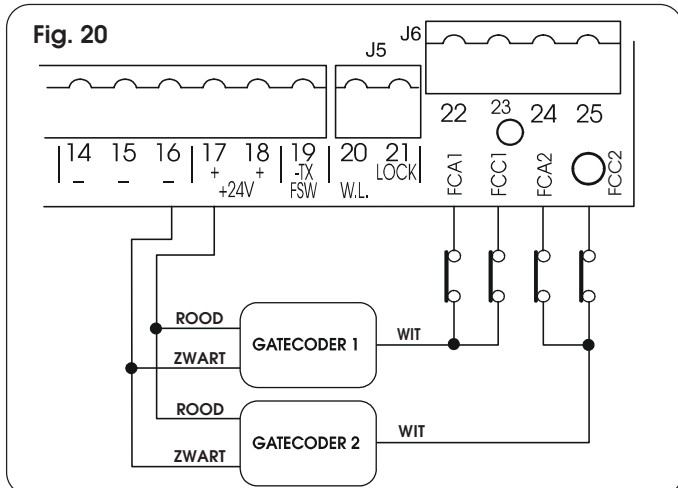 Fig. 20
J5
J6
14 15 16 17 18 19 20 21 22 23 24 25
– – – + + -TX LOCK
+24V FSW W.L.
FCA1 FCC1 FCA2 FCC2
ROOD
GATECODER 1
WIT
ZWART
ROOD
GATECODER 2
WIT
ZWART